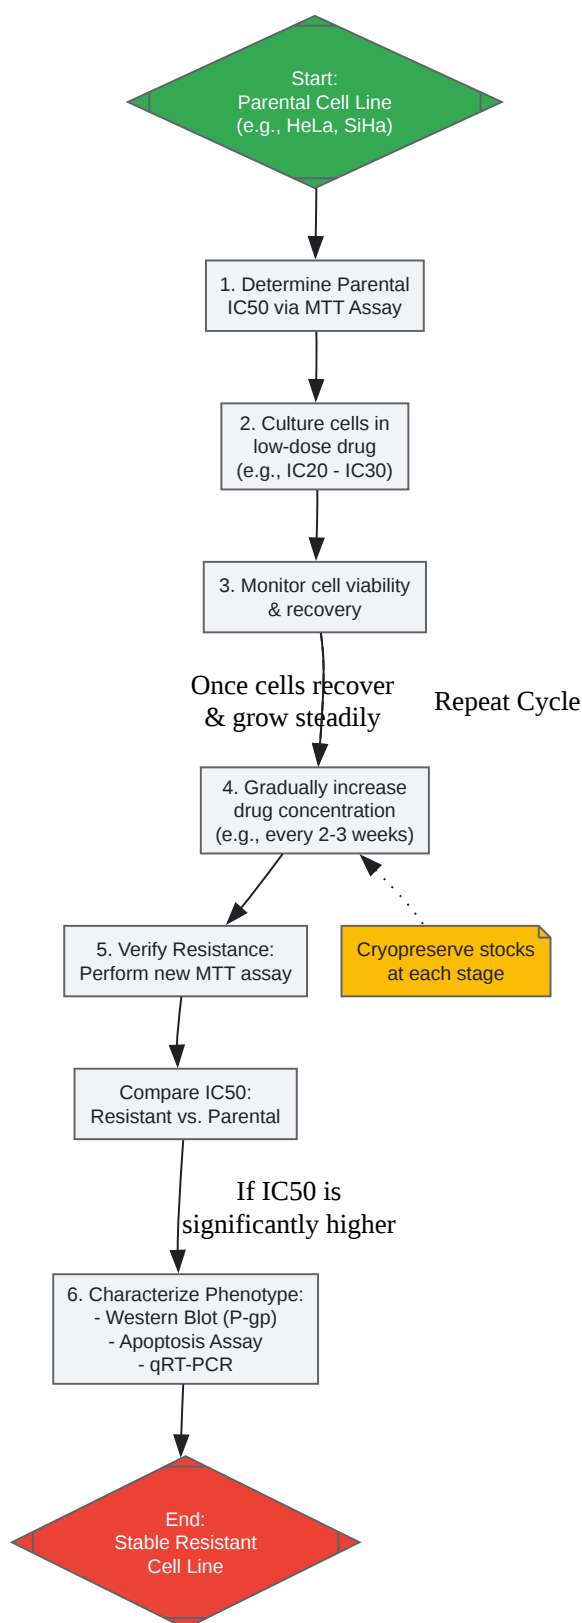 Start:
Parental Cell Line
(e.g., HeLa, SiHa)
1. Determine Parental
IC50 via MTT Assay
2. Culture cells in
low-dose drug
(e.g., IC20 - IC30)
3. Monitor cell viability
& recovery
Once cells recover
& grow steadily
Repeat Cycle
4. Gradually increase
drug concentration
(e.g., every 2-3 weeks)
5. Verify Resistance:
Perform new MTT assay
Cryopreserve stocks
at each stage
Compare IC50:
Resistant vs. Parental
If IC50 is
significantly higher
6. Characterize Phenotype:
- Western Blot (P-gp)
- Apoptosis Assay
- qRT-PCR
End:
Stable Resistant
Cell Line